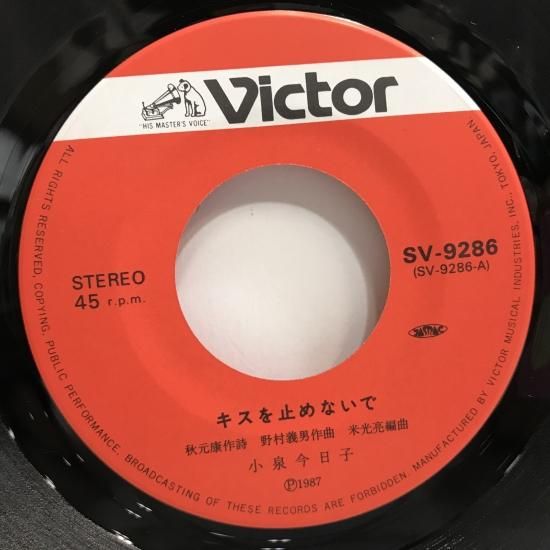 Victor
"HIS MASTER'S VOICE"
STEREO
45 r.p.m.
SV-9286
(SV-9286-A)
JASRAC
キスを止めないで
秋元康作詩 野村義男作曲 米光亮編曲
小泉今日子
Ⓟ1987
ALL RIGHTS RESERVED, COPYING, PUBLIC PERFORMANCE, BROADCASTING OF THESE RECORDS ARE FORBIDDEN. MANUFACTURED BY VICTOR MUSICAL INDUSTRIES, INC., TOKYO, JAPAN